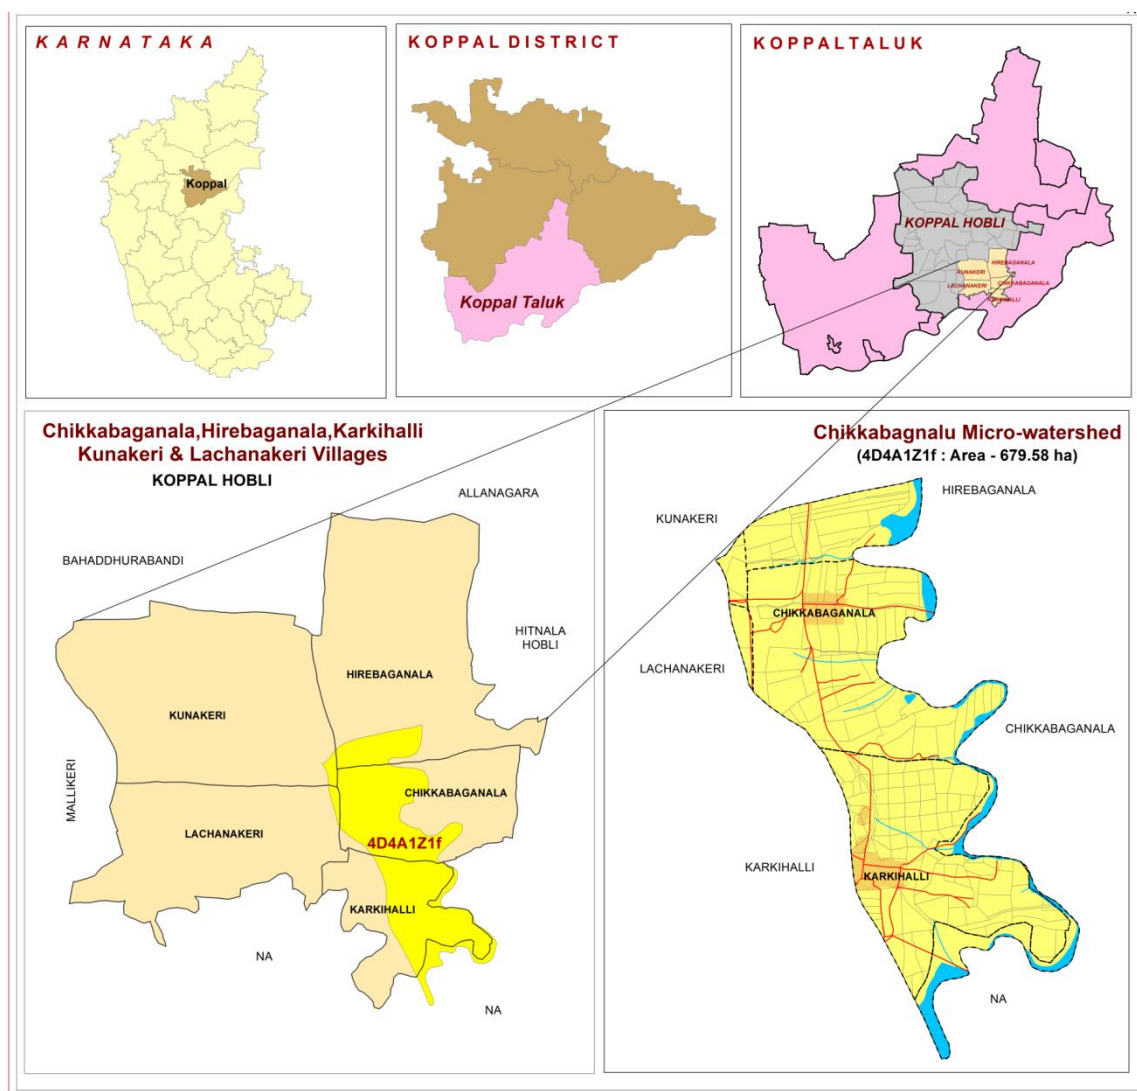 KARNATAKA
Koppal
KOPPAL DISTRICT
Koppal Taluk
KOPPAL TALUK
KOPPAL HOBLI
HIREBAGANALA
KUNAKERI
CHIKKABAGANALA
LACHANAKERI
KARKIHALLI
Chikkabaganala,Hirebaganala,Karkihalli
Kunakeri & Lachanakeri Villages
KOPPAL HOBLI
ALLANAGARA
BAHADDHURABANDI
HITNALA
HOBLI
HIREBAGANALA
KUNAKERI
MALLIKERI
CHIKKABAGANALA
LACHANAKERI
4D4A1Z1f
KARKIHALLI
NA
NA
Chikkabagnalu Micro-watershed
(4D4A1Z1f : Area - 679.58 ha)
HIREBAGANALA
KUNAKERI
CHIKKABAGANALA
LACHANAKERI
CHIKKABAGANALA
KARKIHALLI
KARKIHALLI
NA